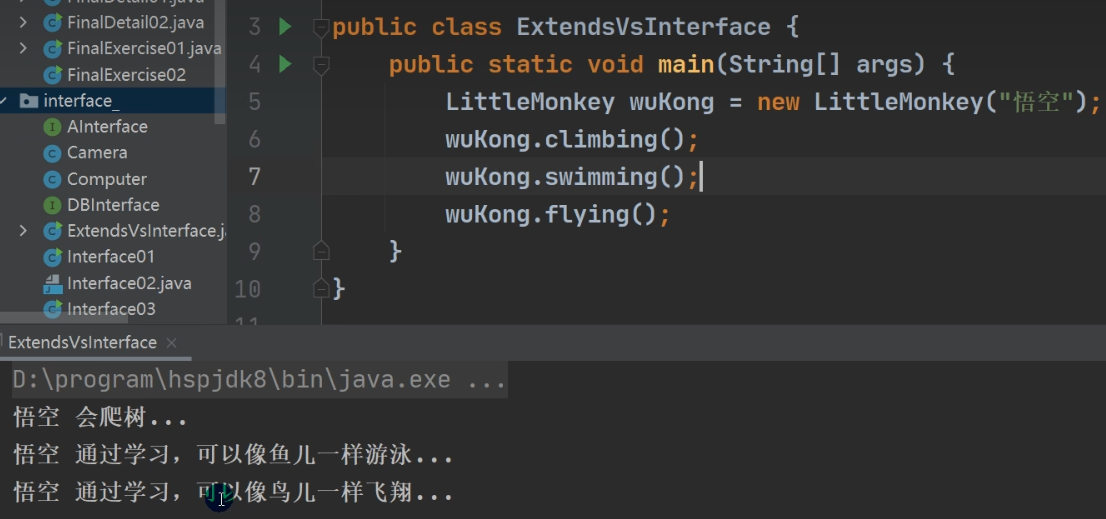 FinalDetail01.java
FinalDetail02.java
FinalExercise01.java
FinalExercise02
interface_
AInterface
Camera
Computer
DBInterface
ExtendsVsInterface.j
Interface01
Interface02.java
Interface03
3 public class ExtendsVsInterface {
4 public static void main(String[] args) {
5 LittleMonkey wuKong = new LittleMonkey("悟空");
6 wuKong.climbing();
7 wuKong.swimming();
8 wuKong.flying();
9 }
10 }
11
ExtendsVsInterface ×
D:\program\hspjdk8\bin\java.exe ...
悟空 会爬树...
悟空 通过学习，可以像鱼儿一样游泳...
悟空 通过学习，可以像鸟儿一样飞翔...